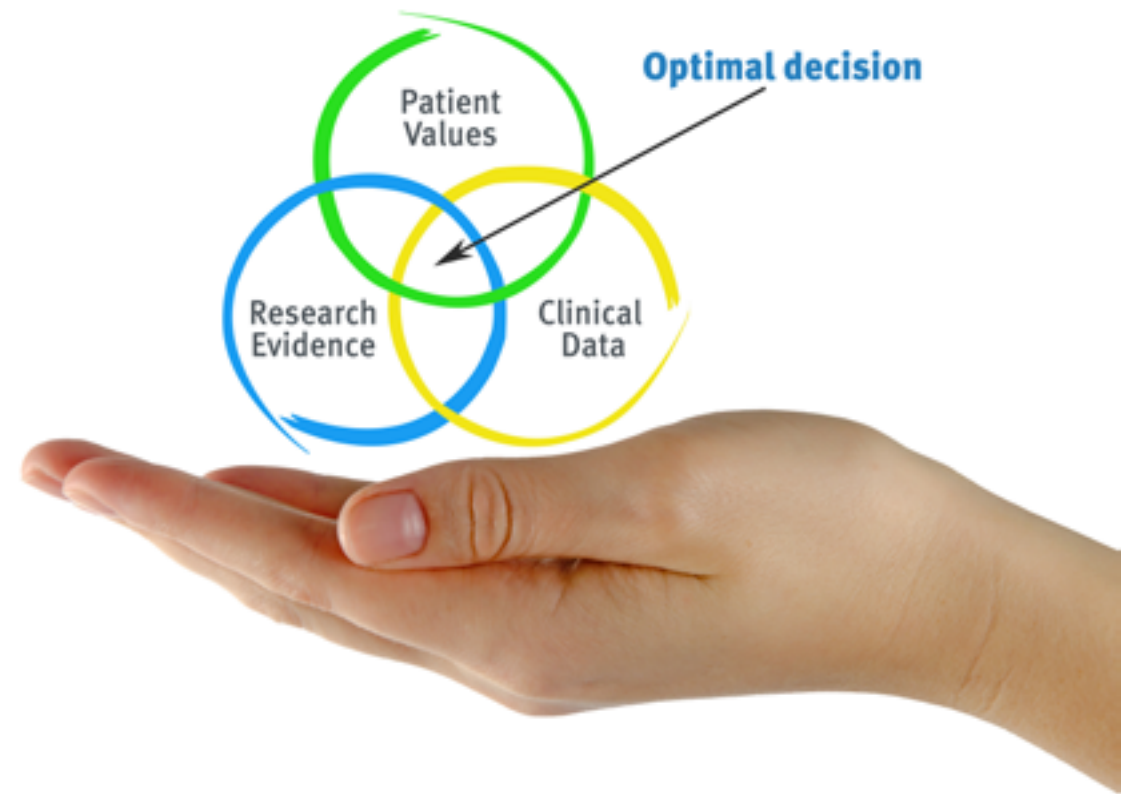 Optimal decision
Patient
Values
Research
Evidence
Clinical
Data